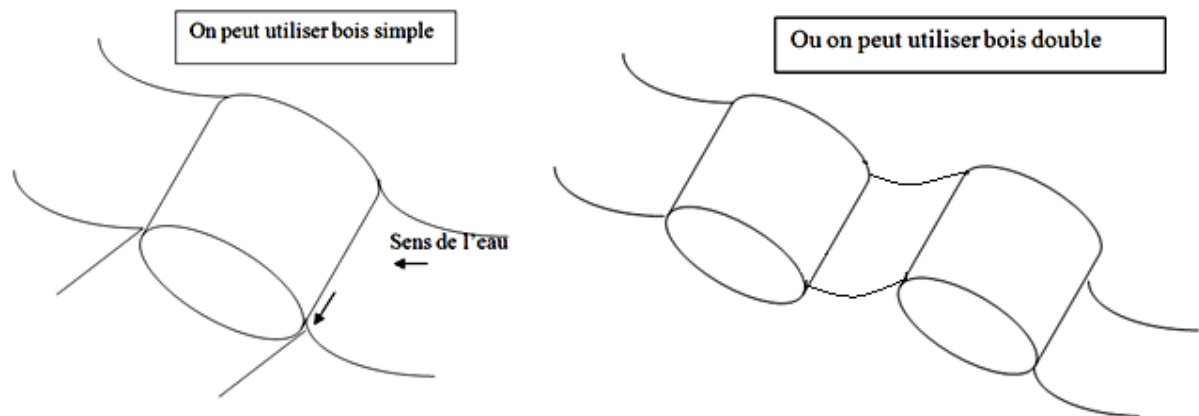 On peut utiliser bois simple
Ou on peut utiliser bois double
Sens de l'eau